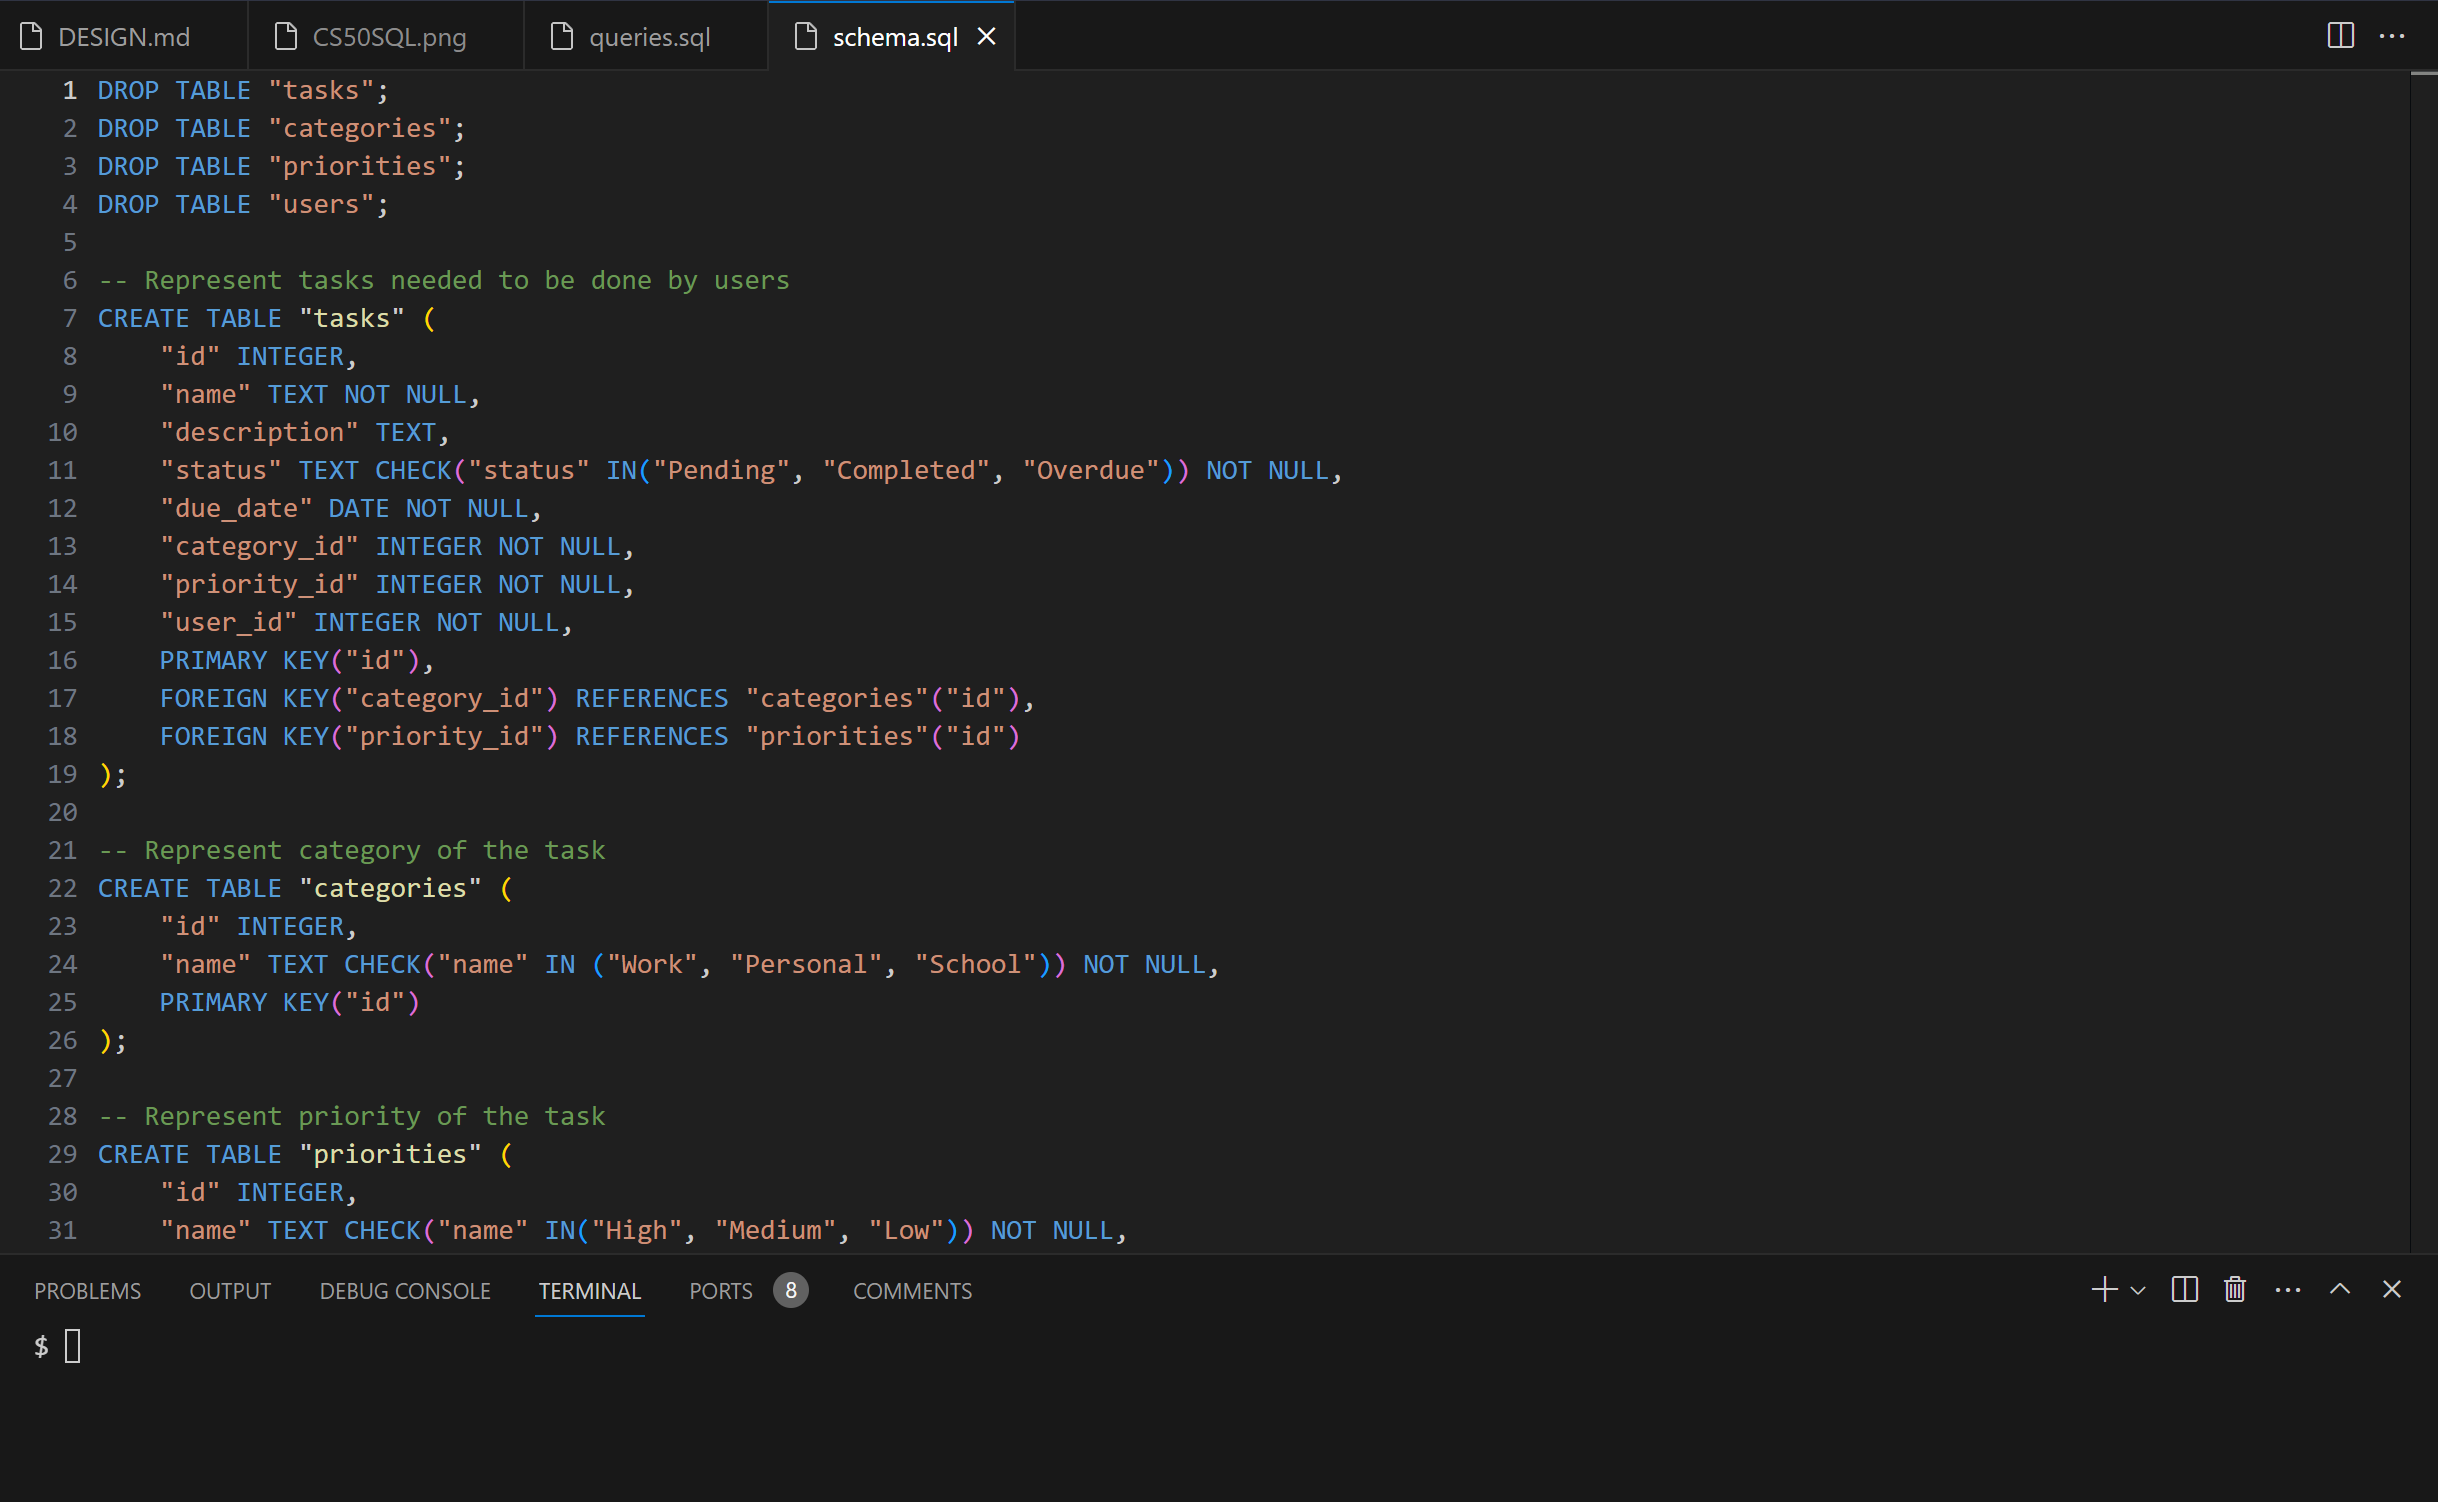 DESIGN.md CS50SQL.png queries.sql schema.sql
1 DROP TABLE "tasks";
2 DROP TABLE "categories";
3 DROP TABLE "priorities";
4 DROP TABLE "users";
5
6 -- Represent tasks needed to be done by users
7 CREATE TABLE "tasks" (
8     "id" INTEGER,
9     "name" TEXT NOT NULL,
10     "description" TEXT,
11     "status" TEXT CHECK("status" IN("Pending", "Completed", "Overdue")) NOT NULL,
12     "due_date" DATE NOT NULL,
13     "category_id" INTEGER NOT NULL,
14     "priority_id" INTEGER NOT NULL,
15     "user_id" INTEGER NOT NULL,
16     PRIMARY KEY("id"),
17     FOREIGN KEY("category_id") REFERENCES "categories"("id"),
18     FOREIGN KEY("priority_id") REFERENCES "priorities"("id")
19 );
20
21 -- Represent category of the task
22 CREATE TABLE "categories" (
23     "id" INTEGER,
24     "name" TEXT CHECK("name" IN ("Work", "Personal", "School")) NOT NULL,
25     PRIMARY KEY("id")
26 );
27
28 -- Represent priority of the task
29 CREATE TABLE "priorities" (
30     "id" INTEGER,
31     "name" TEXT CHECK("name" IN("High", "Medium", "Low")) NOT NULL,
PROBLEMS OUTPUT DEBUG CONSOLE TERMINAL PORTS 8 COMMENTS
$